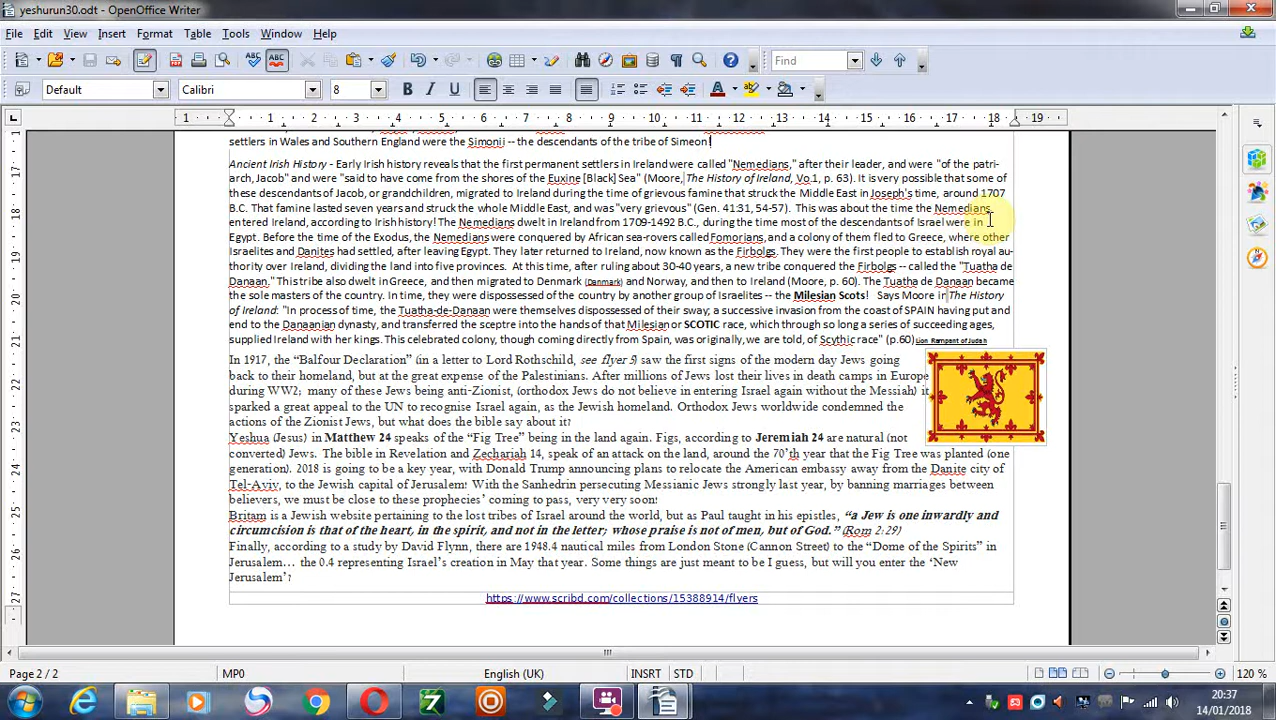 yeshurun30.odt - OpenOffice Writer
File Edit View Insert Format Table Tools Window Help
Find
Default Calibri 8
1 1 2 3 4 5 6 7 8 9 10 11 12 13 14 15 16 17 18 19
settlers in Wales and Southern England were the Simonii -- the descendants of the tribe of Simeon!
Ancient Irish History - Early Irish history reveals that the first permanent settlers in Ireland were called "Nemedians," after their leader, and were "of the patri-
arch, Jacob" and were "said to have come from the shores of the Euxine [Black] Sea" (Moore, The History of Ireland, Vo.1, p. 63). It is very possible that some of
these descendants of Jacob, or grandchildren, migrated to Ireland during the time of grievous famine that struck the Middle East in Joseph's time, around 1707
B.C. That famine lasted seven years and struck the whole Middle East, and was "very grievous" (Gen. 41:31, 54-57). This was about the time the Nemedians
entered Ireland, according to Irish history! The Nemedians dwelt in Ireland from 1709-1492 B.C., during the time most of the descendants of Israel were in
Egypt. Before the time of the Exodus, the Nemedians were conquered by African sea-rovers called Fomorians, and a colony of them fled to Greece, where other
Israelites and Danites had settled, after leaving Egypt. They later returned to Ireland, now known as the Firbolgs. They were the first people to establish royal au-
thority over Ireland, dividing the land into five provinces. At this time, after ruling about 30-40 years, a new tribe conquered the Firbolgs -- called the "Tuatha de
Danaan." This tribe also dwelt in Greece, and then migrated to Denmark (Danmark) and Norway, and then to Ireland (Moore, p. 60). The Tuatha de Danaan became
the sole masters of the country. In time, they were dispossessed of the country by another group of Israelites -- the Milesian Scots! Says Moore in The History
of Ireland: "In process of time, the Tuatha-de-Danaan were themselves dispossessed of their sway; a successive invasion from the coast of SPAIN having put and
end to the Danaanian dynasty, and transferred the sceptre into the hands of that Milesian or SCOTIC race, which through so long a series of succeeding ages,
supplied Ireland with her kings. This celebrated colony, though coming directly from Spain, was originally, we are told, of Scythic race" (p.60) Lion Rampent of Judah
In 1917, the “Balfour Declaration” (in a letter to Lord Rothschild, see flyer 5) saw the first signs of the modern day Jews going
back to their homeland, but at the great expense of the Palestinians. After millions of Jews lost their lives in death camps in Europe
during WW2; many of these Jews being anti-Zionist, (orthodox Jews do not believe in entering Israel again without the Messiah) it
sparked a great appeal to the UN to recognise Israel again, as the Jewish homeland. Orthodox Jews worldwide condemned the
actions of the Zionist Jews, but what does the bible say about it?
Yeshua (Jesus) in Matthew 24 speaks of the “Fig Tree” being in the land again. Figs, according to Jeremiah 24 are natural (not
converted) Jews. The bible in Revelation and Zechariah 14, speak of an attack on the land, around the 70’th year that the Fig Tree was planted (one
generation). 2018 is going to be a key year, with Donald Trump announcing plans to relocate the American embassy away from the Danite city of
Tel-Aviv, to the Jewish capital of Jerusalem! With the Sanhedrin persecuting Messianic Jews strongly last year, by banning marriages between
believers, we must be close to these prophecies’ coming to pass, very very soon!
Britam is a Jewish website pertaining to the lost tribes of Israel around the world, but as Paul taught in his epistles, “a Jew is one inwardly and
circumcision is that of the heart, in the spirit, and not in the letter; whose praise is not of men, but of God.” (Rom 2:29)
Finally, according to a study by David Flynn, there are 1948.4 nautical miles from London Stone (Cannon Street) to the “Dome of the Spirits” in
Jerusalem… the 0.4 representing Israel’s creation in May that year. Some things are just meant to be I guess, but will you enter the ‘New
Jerusalem’?
https://www.scribd.com/collections/15388914/flyers
Page 2 / 2 MP0 English (UK) INSRT STD 120 %
20:37
14/01/2018